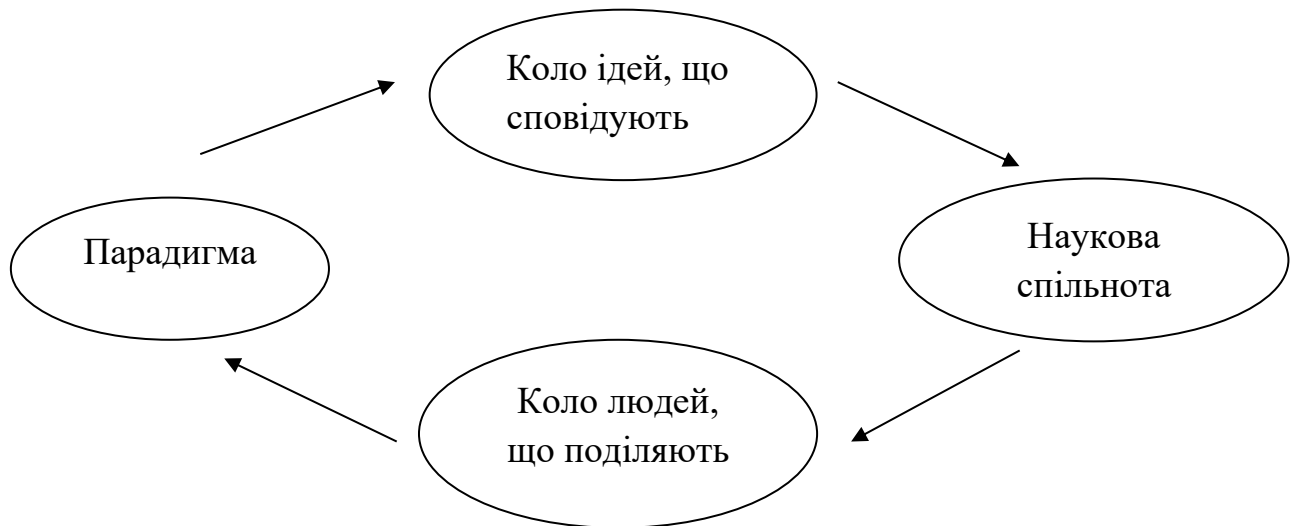 Коло ідей, що
сповідують
Парадигма
Наукова
спільнота
Коло людей,
що поділяють